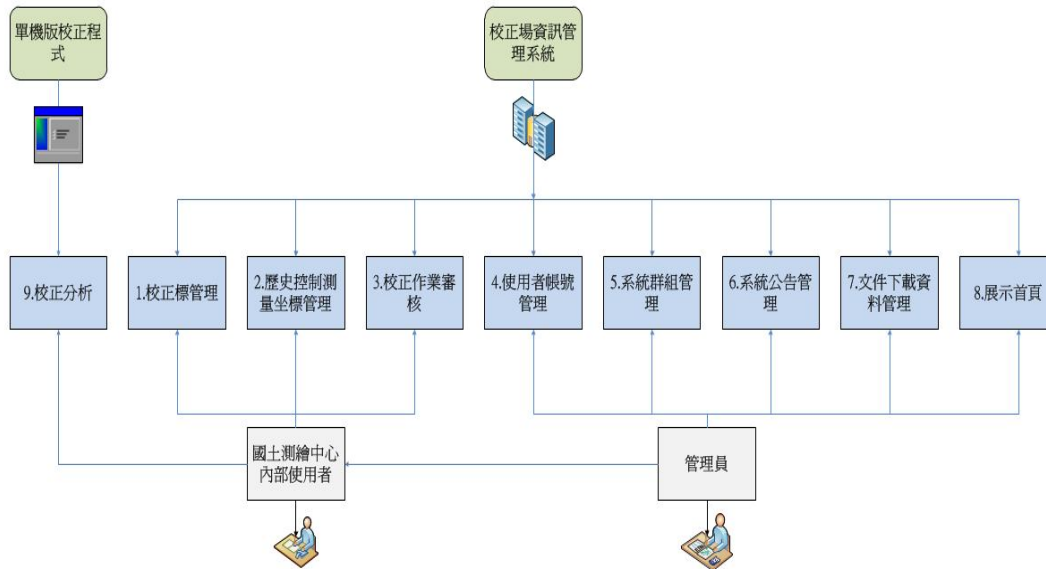 單機版校正程
式
校正場資訊管
理系統
9.校正分析
1.校正標管理
2.歷史控制測
量坐標管理
3.校正作業審
核
4.使用者帳號
管理
5.系統群組管
理
6.系統公告管
理
7.文件下載資
料管理
8.展示首頁
國土測繪中心
內部使用者
管理員